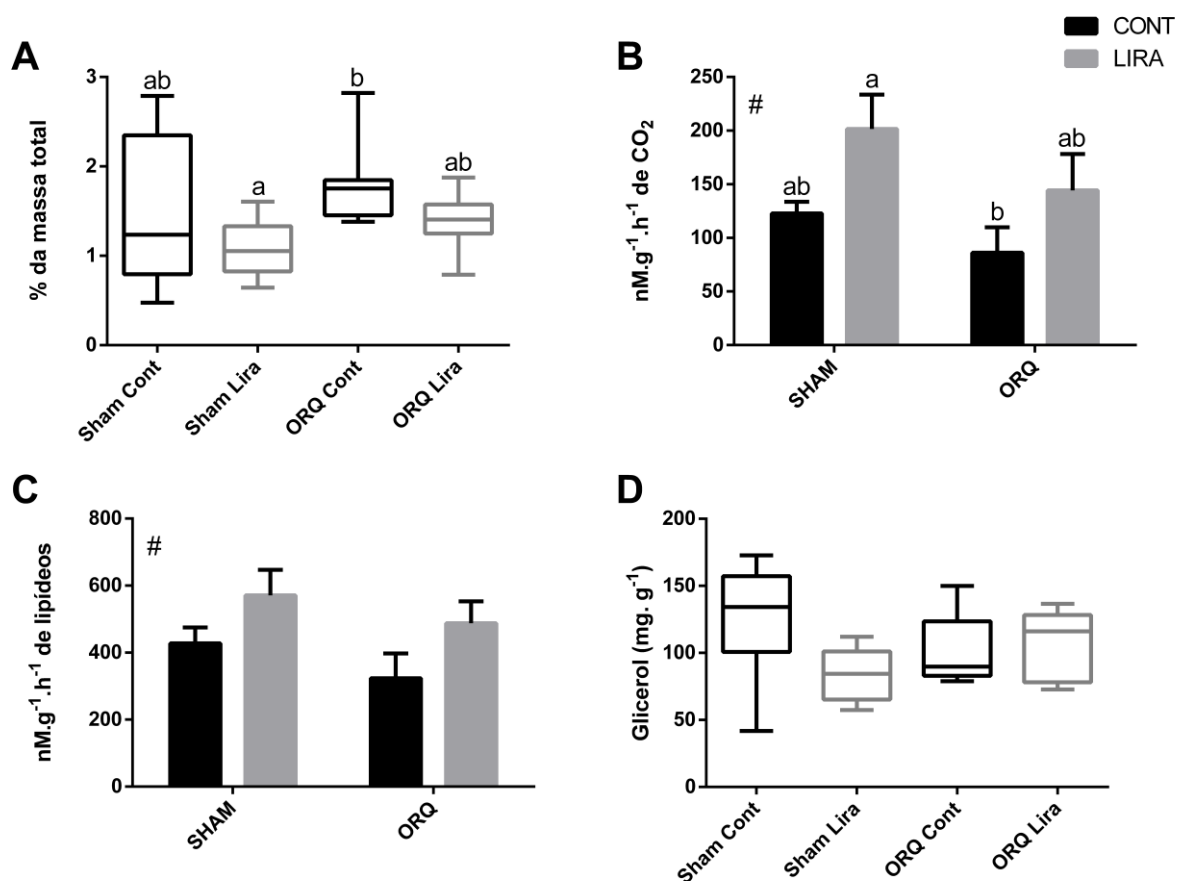 CONT
LIRA
A
% da massa total
3
2
1
0
ab
a
b
ab
Sham Cont
Sham Lira
ORQ Cont
ORQ Lira
B
nM.g⁻¹.h⁻¹ de CO₂
250
200
150
100
50
0
#
ab
a
b
ab
SHAM
ORQ
C
nM.g⁻¹.h⁻¹ de lipídeos
800
600
400
200
0
#
SHAM
ORQ
D
Glicerol (mg. g⁻¹)
200
150
100
50
0
Sham Cont
Sham Lira
ORQ Cont
ORQ Lira